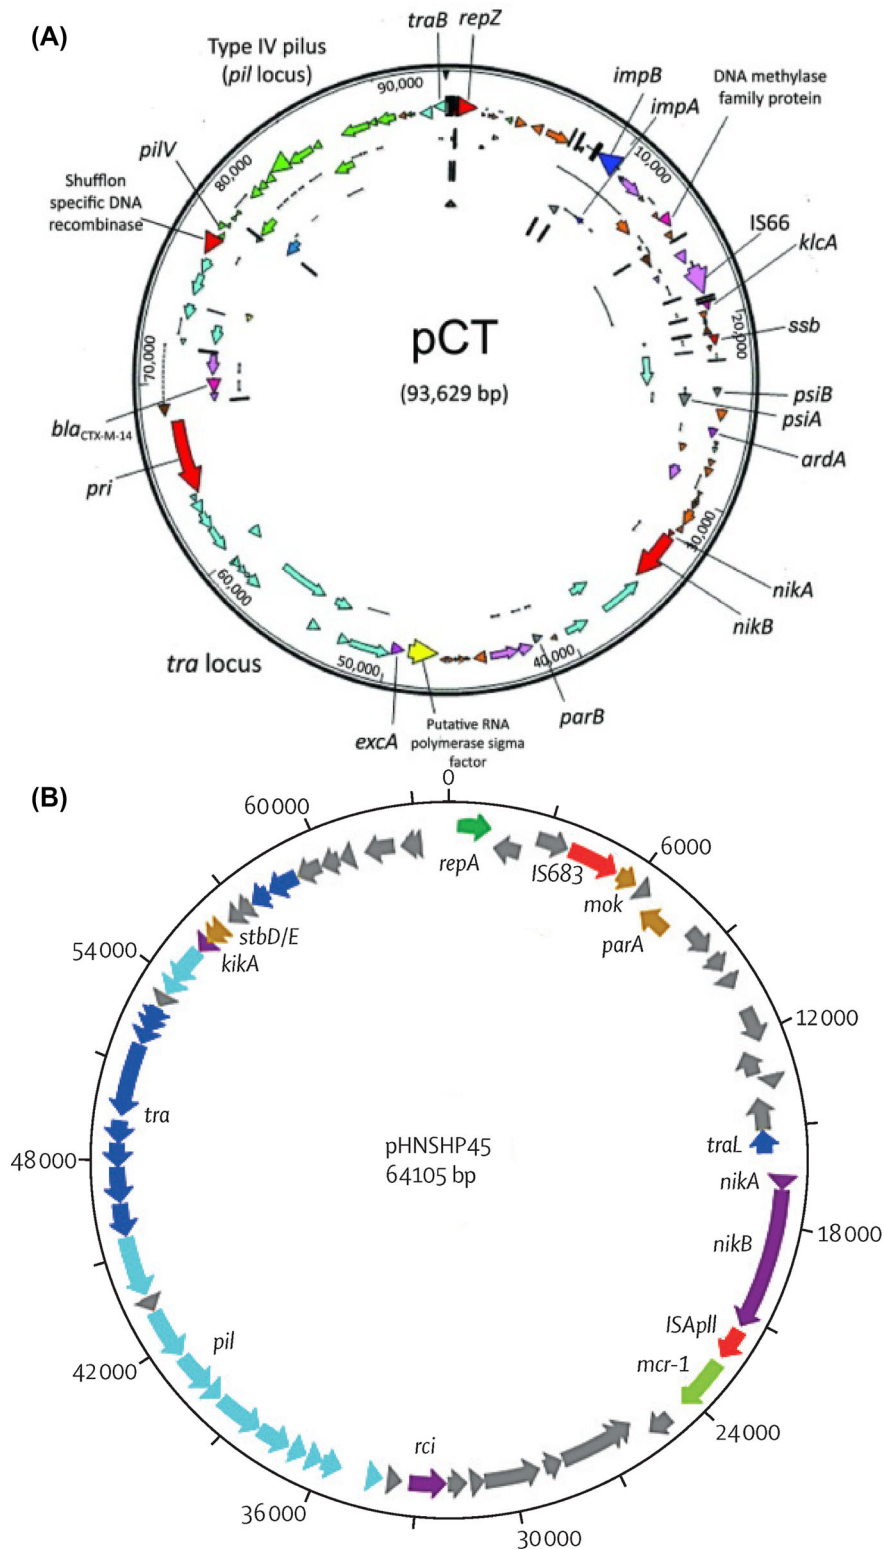 (A)
traB repZ
Type IV pilus
(pil locus)
90,000
impB
DNA methylase
family protein
impA
10,000
pilV
80,000
Shufflon
specific DNA
recombinase
IS66
klcA
20,000
ssb
pCT
(93,629 bp)
70,000
psiB
psiA
blaCTX-M-14
ardA
pri
30,000
nikA
60,000
nikB
tra locus
50,000
40,000
parB
excA
Putative RNA
polymerase sigma
factor
(B)
0
60000
6000
repA
IS683
mok
parA
stbD/E
kikA
54000
12000
tra
pHNSHP45
64105 bp
traL
48000
nikA
nikB
18000
ISApll
pil
mcr-1
42000
24000
rci
36000
30000